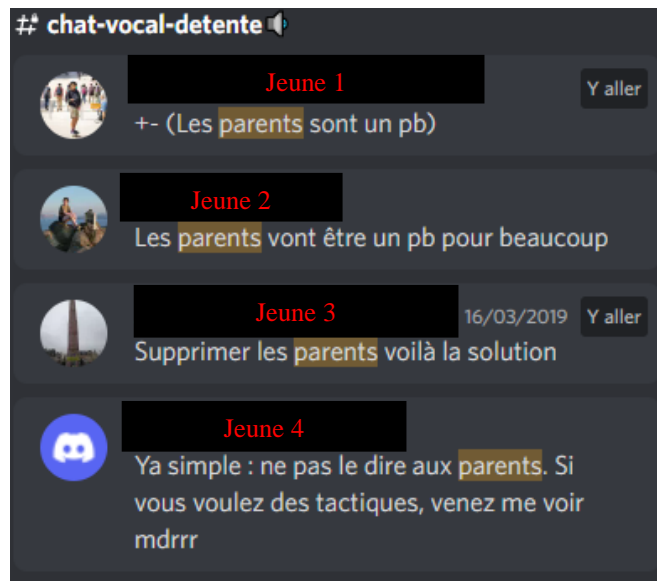 # chat-vocal-detente
Jeune 1
Y aller
+- (Les parents sont un pb)
Jeune 2
Les parents vont être un pb pour beaucoup
Jeune 3
16/03/2019 Y aller
Supprimer les parents voilà la solution
Jeune 4
Ya simple : ne pas le dire aux parents. Si
vous voulez des tactiques, venez me voir
mdrrr